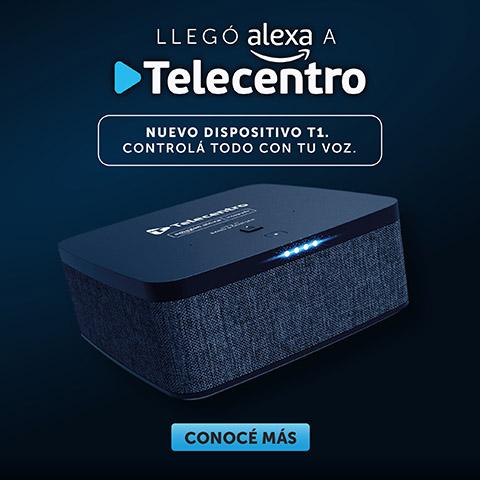 LLEGÓ alexa A
Telecentro
NUEVO DISPOSITIVO T1.
CONTROLÁ TODO CON TU VOZ.
Telecentro
CONOCÉ MÁS